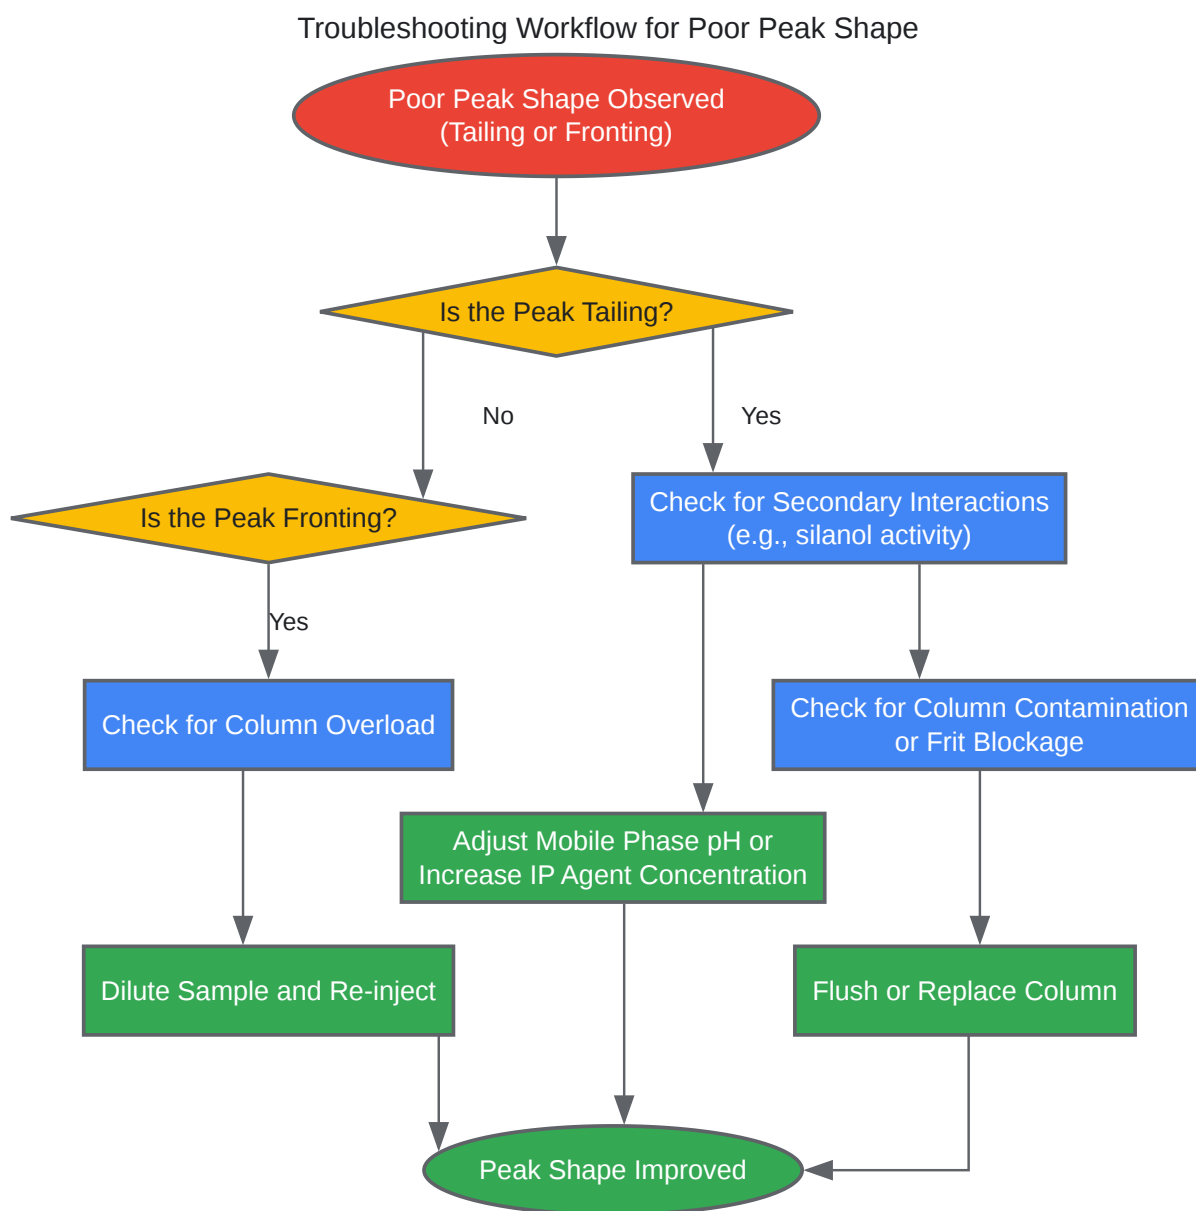 Troubleshooting Workflow for Poor Peak Shape
Poor Peak Shape Observed
(Tailing or Fronting)
Is the Peak Tailing?
No
Yes
Is the Peak Fronting?
Check for Secondary Interactions
(e.g., silanol activity)
Yes
Check for Column Overload
Check for Column Contamination
or Frit Blockage
Adjust Mobile Phase pH or
Increase IP Agent Concentration
Dilute Sample and Re-inject
Flush or Replace Column
Peak Shape Improved